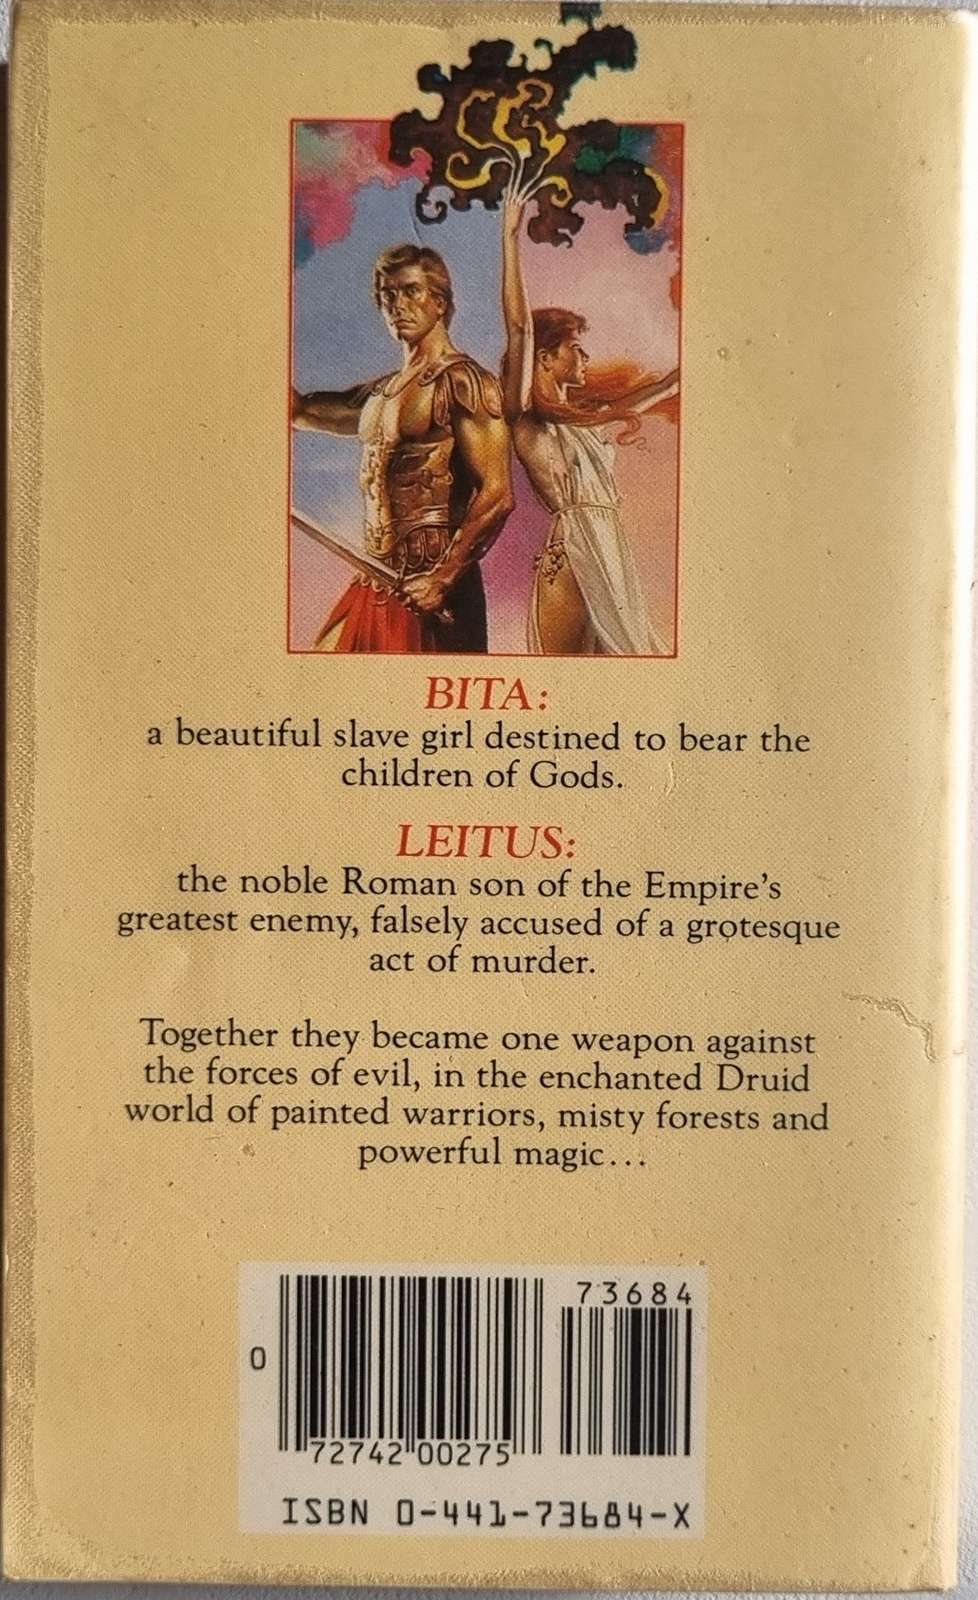 BITA:
a beautiful slave girl destined to bear the
children of Gods.
LEITUS:
the noble Roman son of the Empire's
greatest enemy, falsely accused of a grotesque
act of murder.
Together they became one weapon against
the forces of evil, in the enchanted Druid
world of painted warriors, misty forests and
powerful magic...
73684
0
72742 00275
ISBN 0-441-73684-X